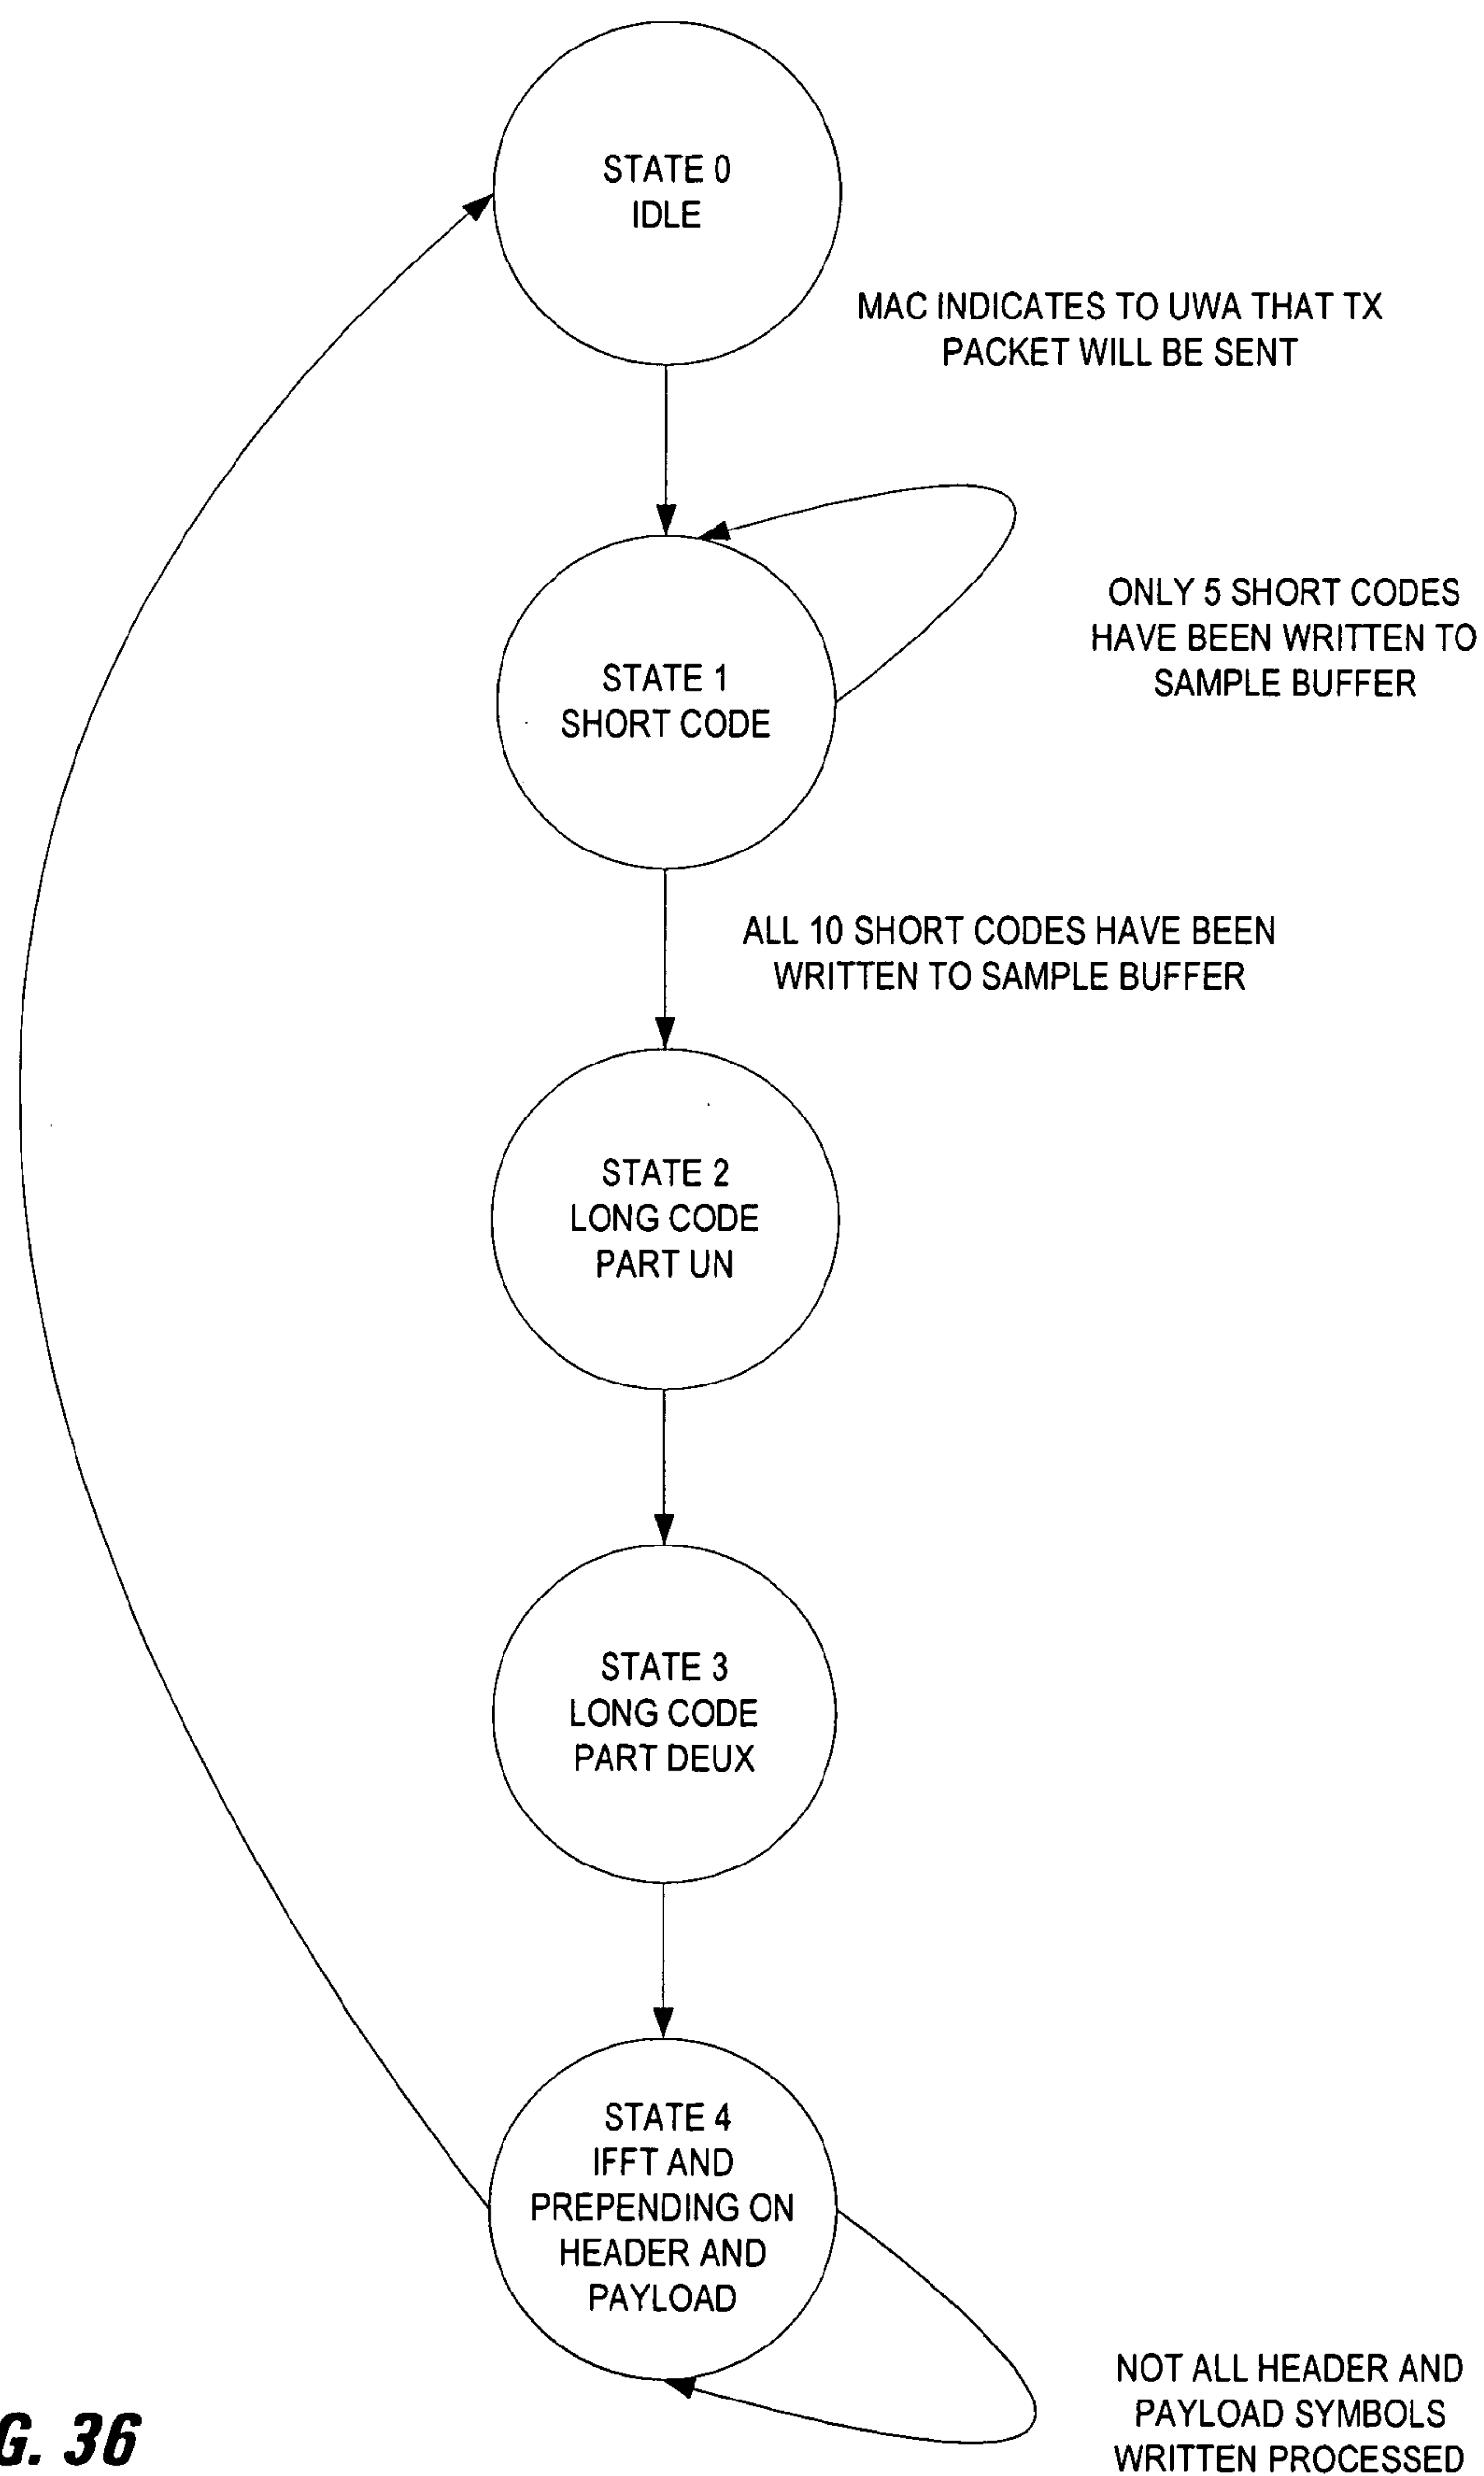 STATE 0
IDLE
MAC INDICATES TO UWA THAT TX
PACKET WILL BE SENT
ONLY 5 SHORT CODES
HAVE BEEN WRITTEN TO
SAMPLE BUFFER
STATE 1
SHORT CODE
ALL 10 SHORT CODES HAVE BEEN
WRITTEN TO SAMPLE BUFFER
STATE 2
LONG CODE
PART UN
STATE 3
LONG CODE
PART DEUX
STATE 4
IFFT AND
PREPENDING ON
HEADER AND
PAYLOAD
NOT ALL HEADER AND
PAYLOAD SYMBOLS
WRITTEN PROCESSED
G. 36